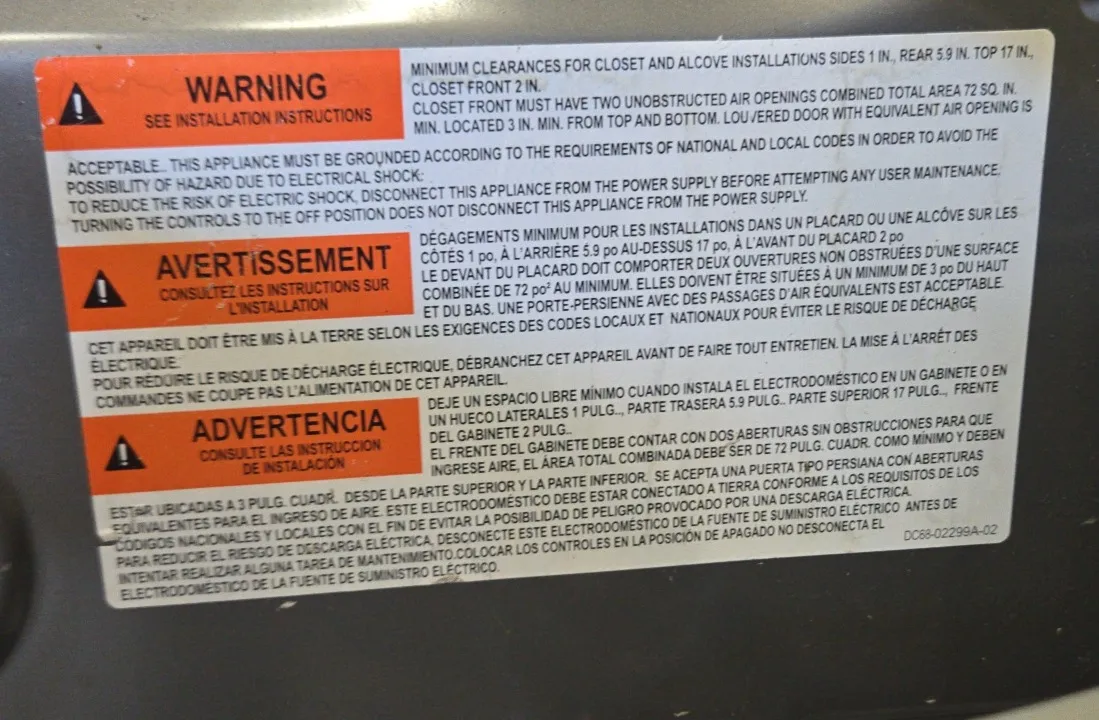 WARNING
SEE INSTALLATION INSTRUCTIONS
MINIMUM CLEARANCES FOR CLOSET AND ALCOVE INSTALLATIONS SIDES 1 IN., REAR 5.9 IN. TOP 17 IN.,
CLOSET FRONT 2 IN.
CLOSET FRONT MUST HAVE TWO UNOBSTRUCTED AIR OPENINGS COMBINED TOTAL AREA 72 SQ. IN.
MIN. LOCATED 3 IN. MIN. FROM TOP AND BOTTOM. LOUVERED DOOR WITH EQUIVALENT AIR OPENING IS
ACCEPTABLE.. THIS APPLIANCE MUST BE GROUNDED ACCORDING TO THE REQUIREMENTS OF NATIONAL AND LOCAL CODES IN ORDER TO AVOID THE
POSSIBILITY OF HAZARD DUE TO ELECTRICAL SHOCK.
TO REDUCE THE RISK OF ELECTRIC SHOCK, DISCONNECT THIS APPLIANCE FROM THE POWER SUPPLY BEFORE ATTEMPTING ANY USER MAINTENANCE.
TURNING THE CONTROLS TO THE OFF POSITION DOES NOT DISCONNECT THIS APPLIANCE FROM THE POWER SUPPLY.
AVERTISSEMENT
CONSULTEZ LES INSTRUCTIONS SUR
L'INSTALLATION
DÉGAGEMENTS MINIMUM POUR LES INSTALLATIONS DANS UN PLACARD OU UNE ALCÔVE SUR LES
CÔTÉS 1 po, À L'ARRIÈRE 5.9 po AU-DESSUS 17 po, À L'AVANT DU PLACARD 2 po
LE DEVANT DU PLACARD DOIT COMPORTER DEUX OUVERTURES NON OBSTRUÉES D'UNE SURFACE
COMBINÉE DE 72 po² AU MINIMUM. ELLES DOIVENT ÊTRE SITUÉES À UN MINIMUM DE 3 po DU HAUT
ET DU BAS. UNE PORTE-PERSIENNE AVEC DES PASSAGES D'AIR ÉQUIVALENTS EST ACCEPTABLE.
CET APPAREIL DOIT ÊTRE MIS À LA TERRE SELON LES EXIGENCES DES CODES LOCAUX ET NATIONAUX POUR ÉVITER LE RISQUE DE DÉCHARGE
ÉLECTRIQUE.
POUR RÉDUIRE LE RISQUE DE DÉCHARGE ÉLECTRIQUE, DÉBRANCHEZ CET APPAREIL AVANT DE FAIRE TOUT ENTRETIEN. LA MISE À L'ARRÊT DES
COMMANDES NE COUPE PAS L'ALIMENTATION DE CET APPAREIL.
ADVERTENCIA
CONSULTE LAS INSTRUCCION
DE INSTALACIÓN
DEJE UN ESPACIO LIBRE MÍNIMO CUANDO INSTALA EL ELECTRODOMÉSTICO EN UN GABINETE O EN
UN HUECO LATERALES 1 PULG.., PARTE TRASERA 5.9 PULG.. PARTE SUPERIOR 17 PULG.., FRENTE
DEL GABINETE 2 PULG..
EL FRENTE DEL GABINETE DEBE CONTAR CON DOS ABERTURAS SIN OBSTRUCCIONES PARA QUE
INGRESE AIRE, EL ÁREA TOTAL COMBINADA DEBE SER DE 72 PULG. CUADR. COMO MÍNIMO Y DEBEN
ESTAR UBICADAS A 3 PULG. CUADR. DESDE LA PARTE SUPERIOR Y LA PARTE INFERIOR. SE ACEPTA UNA PUERTA TIPO PERSIANA CON ABERTURAS
EQUIVALENTES PARA EL INGRESO DE AIRE. ESTE ELECTRODOMÉSTICO DEBE ESTAR CONECTADO A TIERRA CONFORME A LOS REQUISITOS DE LOS
CÓDIGOS NACIONALES Y LOCALES CON EL FIN DE EVITAR LA POSIBILIDAD DE PELIGRO PROVOCADO POR UNA DESCARGA ELÉCTRICA.
PARA REDUCIR EL RIESGO DE DESCARGA ELÉCTRICA, DESCONECTE ESTE ELECTRODOMÉSTICO DE LA FUENTE DE SUMINISTRO ELÉCTRICO ANTES DE
INTENTAR REALIZAR ALGUNA TAREA DE MANTENIMIENTO.COLOCAR LOS CONTROLES EN LA POSICIÓN DE APAGADO NO DESCONECTA EL
ELECTRODOMÉSTICO DE LA FUENTE DE SUMINISTRO ELÉCTRICO.
DC68-02299A-02